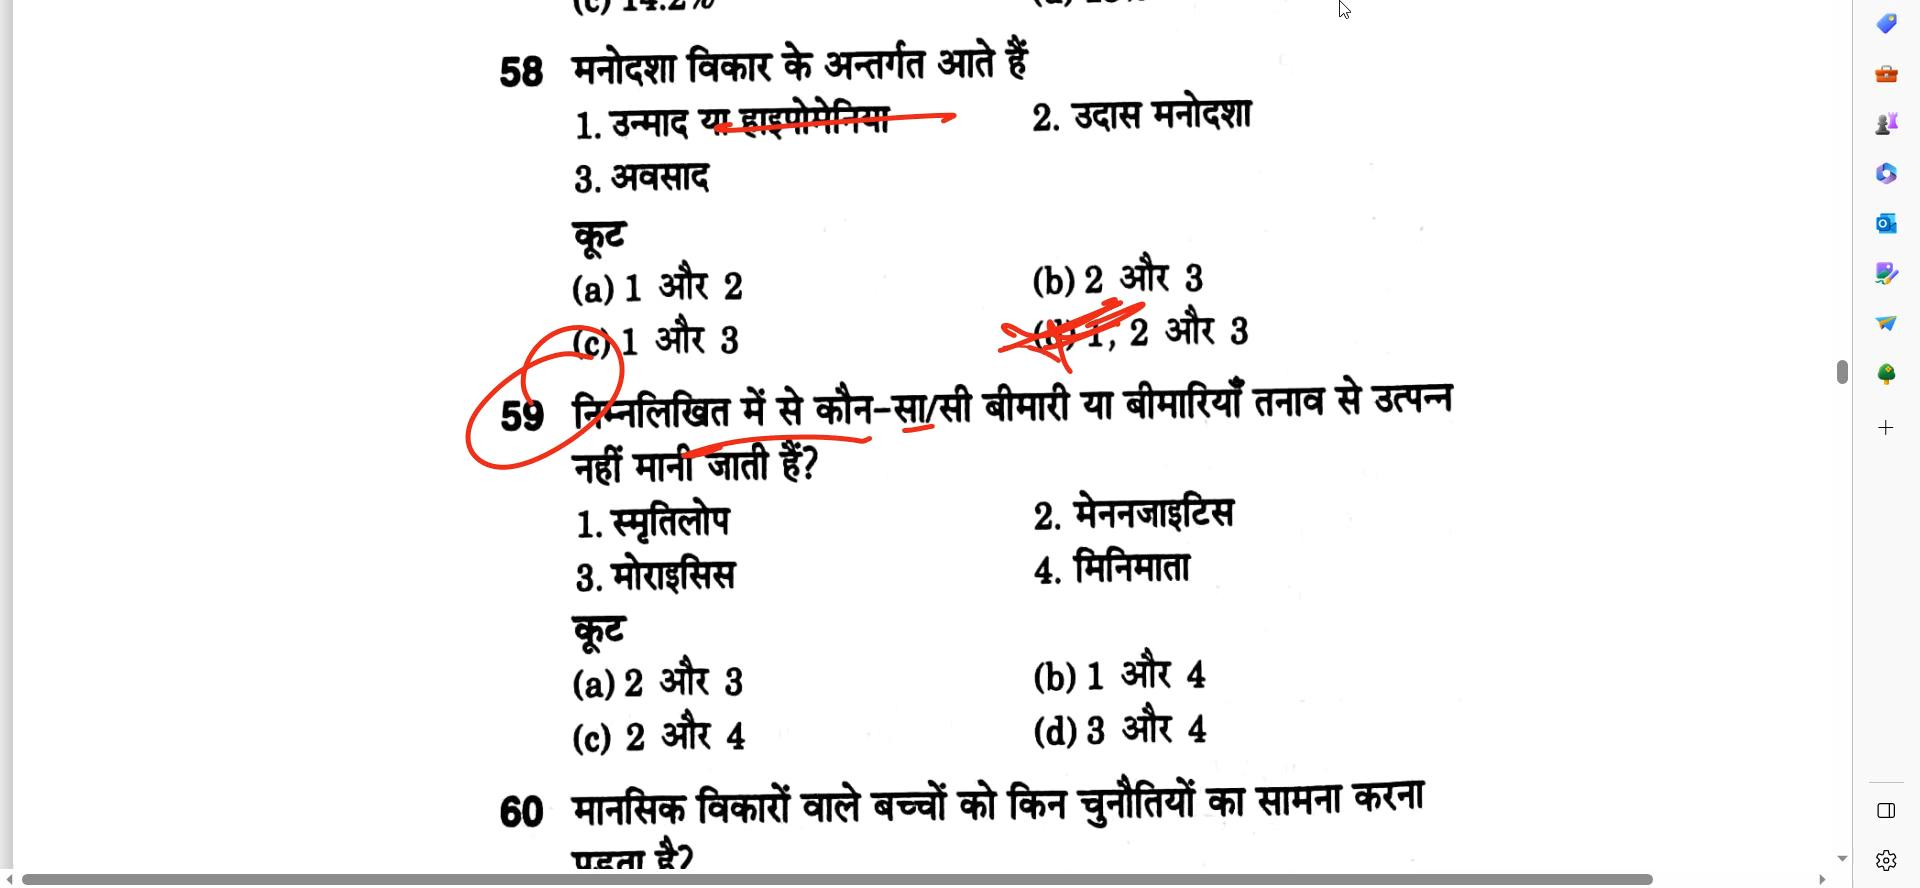 58 मनोदशा विकार के अन्तर्गत आते हैं
1. उन्माद या हाइपोमेनिया 2. उदास मनोदशा
3. अवसाद
कूट
(a) 1 और 2 (b) 2 और 3
(c) 1 और 3 (d) 1, 2 और 3
59 निम्नलिखित में से कौन-सा/सी बीमारी या बीमारियाँ तनाव से उत्पन्न
नहीं मानी जाती हैं?
1. स्मृतिलोप 2. मेननजाइटिस
3. मोराइसिस 4. मिनिमाता
कूट
(a) 2 और 3 (b) 1 और 4
(c) 2 और 4 (d) 3 और 4
60 मानसिक विकारों वाले बच्चों को किन चुनौतियों का सामना करना
पड़ता है?